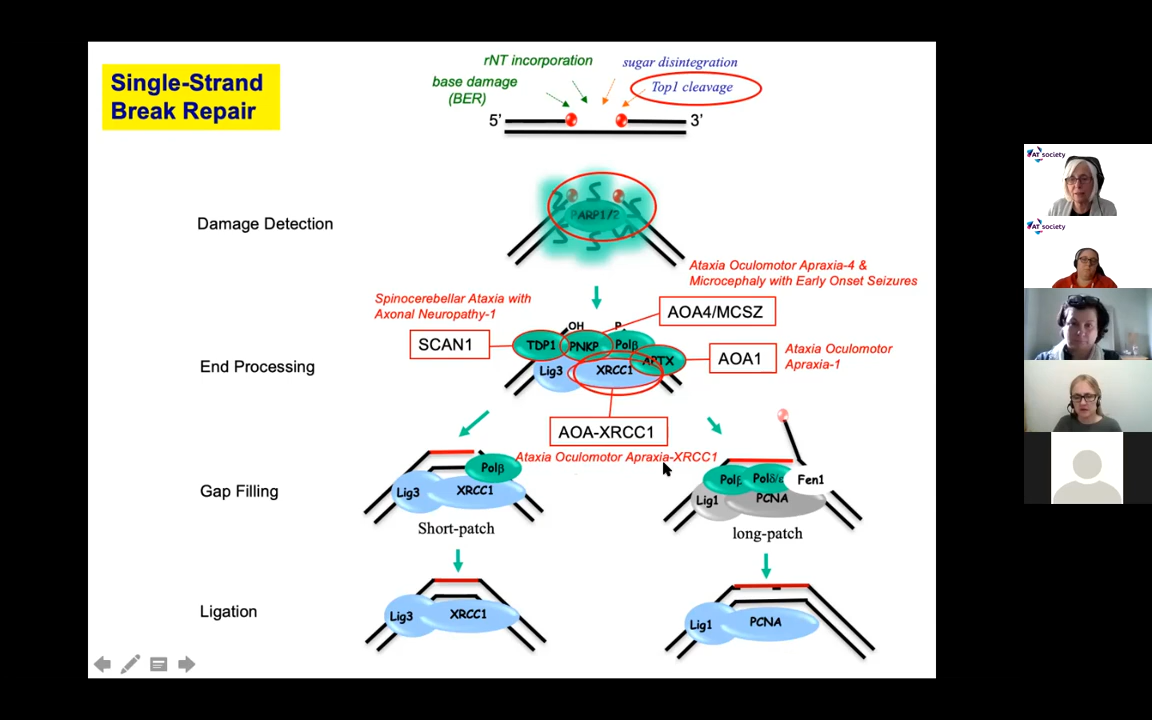 Single-Strand
Break Repair
rNT incorporation
base damage
(BER)
sugar disintegration
Top1 cleavage
5'
3'
Damage Detection
PARP1/2
Ataxia Oculomotor Apraxia-4 &
Microcephaly with Early Onset Seizures
Spinocerebellar Ataxia with
Axonal Neuropathy-1
AOA4/MCSZ
SCAN1
OH
P
TDP1
PNKP
Polβ
APTX
Lig3
XRCC1
AOA1
Ataxia Oculomotor
Apraxia-1
End Processing
AOA-XRCC1
Ataxia Oculomotor Apraxia-XRCC1
Gap Filling
Polβ
Lig3
XRCC1
Short-patch
Polβ
Polδ/ε
Fen1
Lig1
PCNA
long-patch
Ligation
Lig3
XRCC1
Lig1
PCNA
AT society
AT society